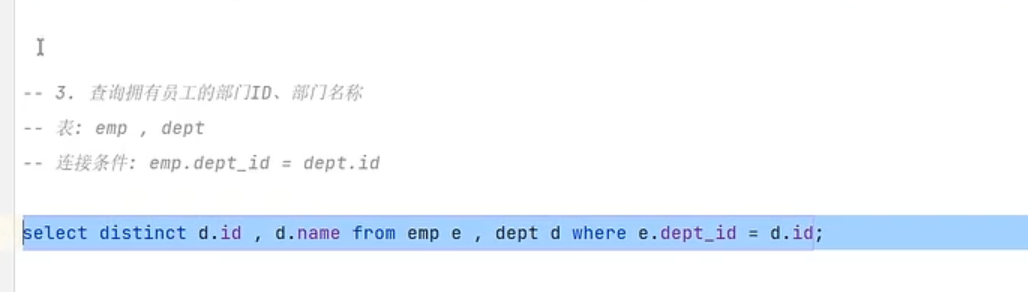 -- 3. 查询拥有员工的部门ID、部门名称
-- 表: emp , dept
-- 连接条件: emp.dept_id = dept.id
select distinct d.id , d.name from emp e , dept d where e.dept_id = d.id;